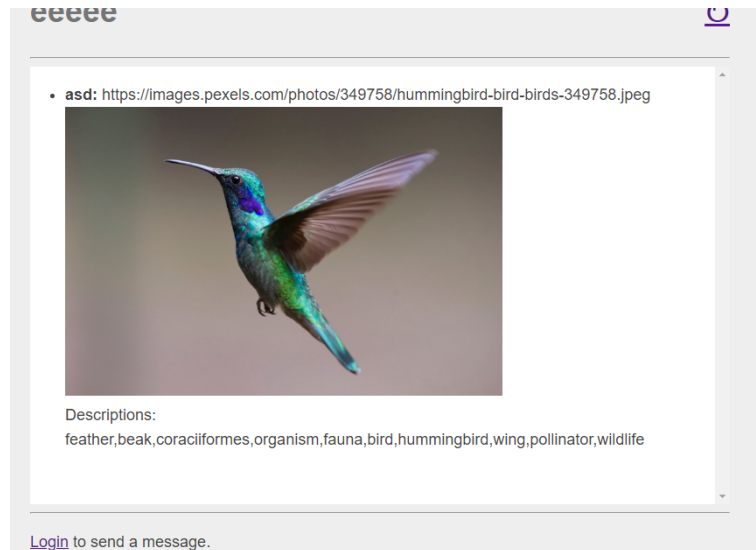 eeeee
asd: https://images.pexels.com/photos/349758/hummingbird-bird-birds-349758.jpeg
Descriptions:
feather,beak,coraciiformes,organism,fauna,bird,hummingbird,wing,pollinator,wildlife
Login to send a message.